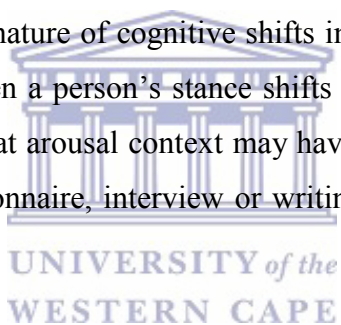 nature of cognitive shifts in
en a person's stance shifts
at arousal context may hav
onnaire, interview or writin
UNIVERSITY of the
WESTERN CAPE